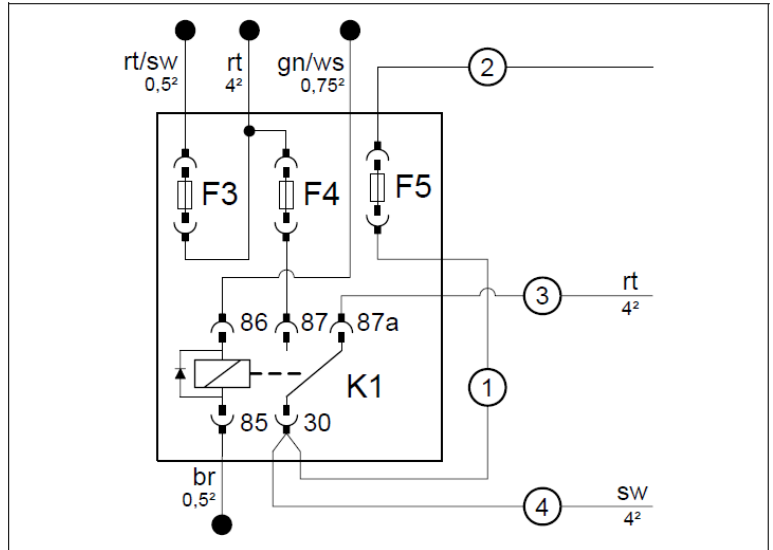 rt/sw
0,5²
rt
4²
gn/ws
0,75²
2
F3
F4
F5
3
rt
4²
86
87
87a
K1
1
85
30
br
0,5²
4
sw
4²